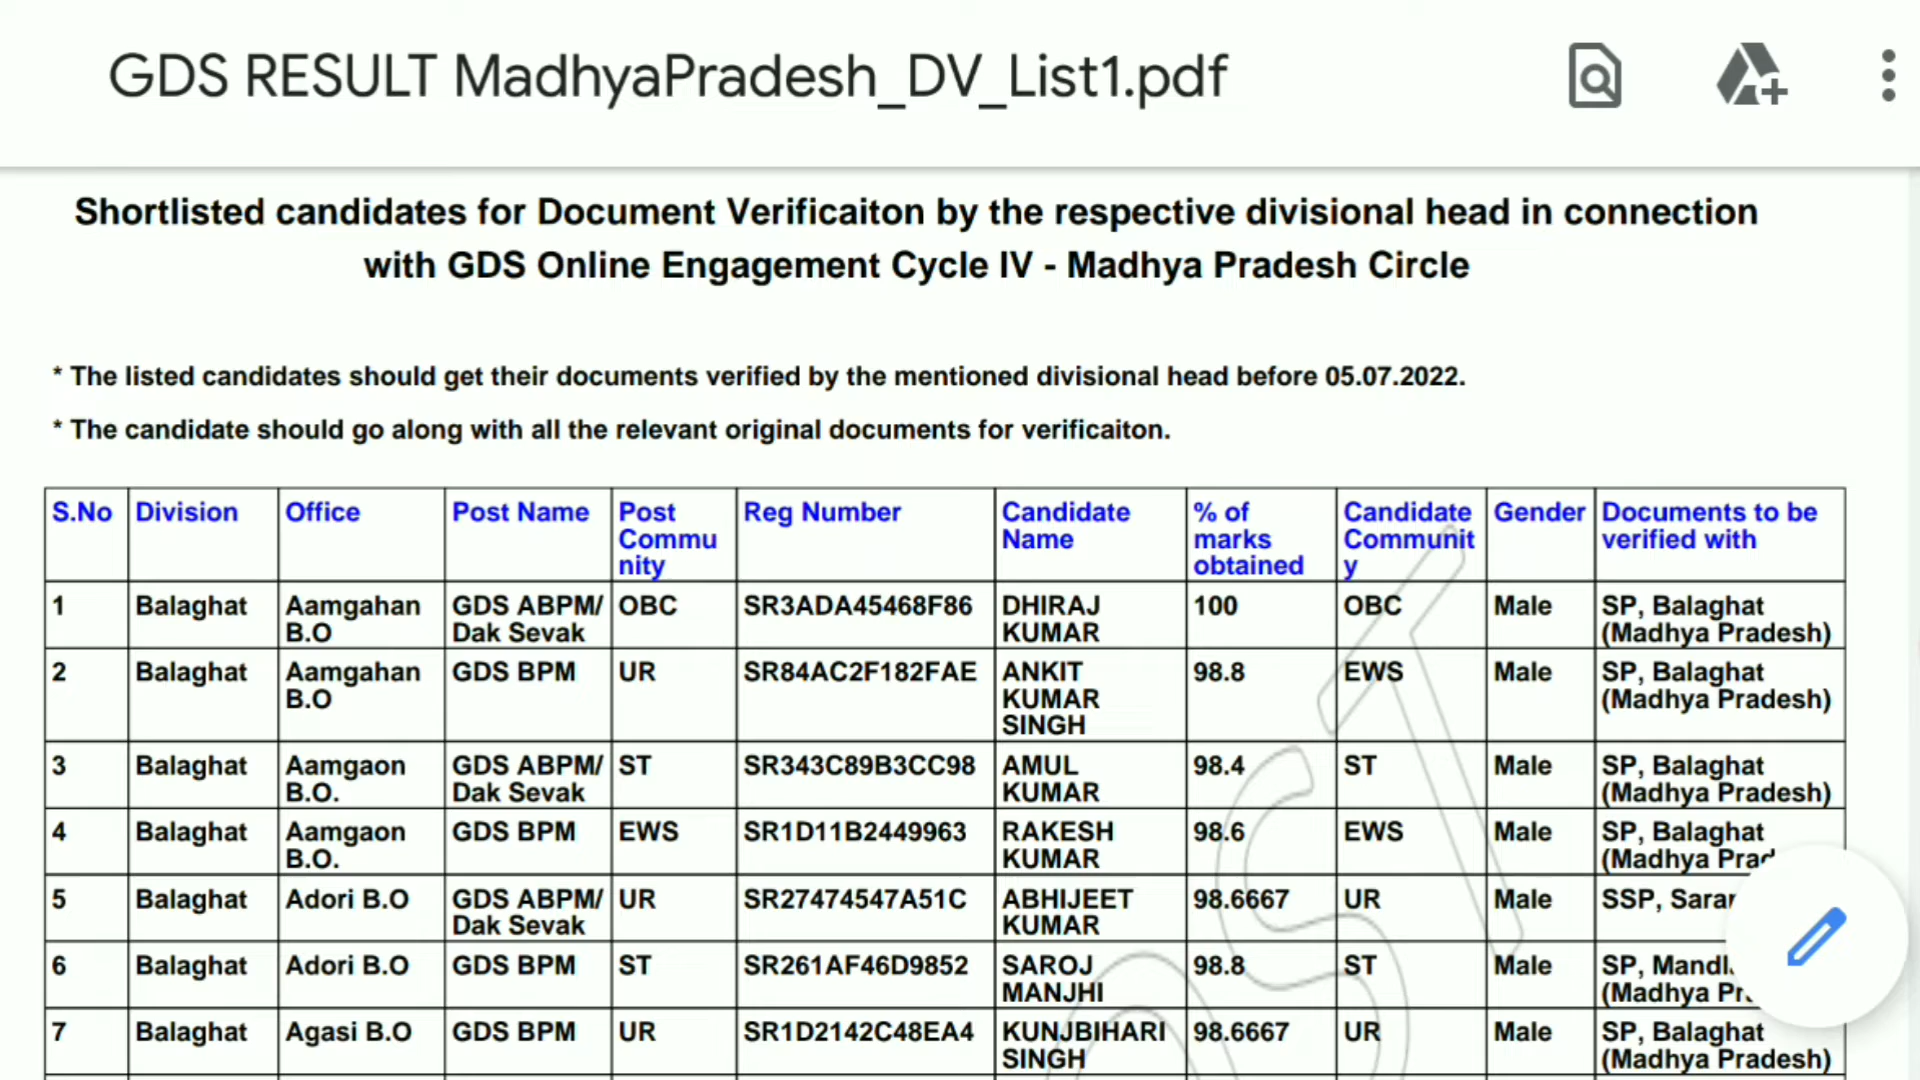 GDS RESULT MadhyaPradesh_DV_List1.pdf
Shortlisted candidates for Document Verificaiton by the respective divisional head in connection
with GDS Online Engagement Cycle IV - Madhya Pradesh Circle
* The listed candidates should get their documents verified by the mentioned divisional head before 05.07.2022.
* The candidate should go along with all the relevant original documents for verificaiton.
S.No Division Office Post Name Post Reg Number Candidate % of Candidate Gender Documents to be
Commu Name marks Communit verified with
nity obtained y
1 Balaghat Aamgahan GDS ABPM/ OBC SR3ADA45468F86 DHIRAJ 100 OBC Male SP, Balaghat
B.O Dak Sevak KUMAR (Madhya Pradesh)
2 Balaghat Aamgahan GDS BPM UR SR84AC2F182FAE ANKIT 98.8 EWS Male SP, Balaghat
B.O KUMAR (Madhya Pradesh)
SINGH
3 Balaghat Aamgaon GDS ABPM/ ST SR343C89B3CC98 AMUL 98.4 ST Male SP, Balaghat
B.O. Dak Sevak KUMAR (Madhya Pradesh)
4 Balaghat Aamgaon GDS BPM EWS SR1D11B2449963 RAKESH 98.6 EWS Male SP, Balaghat
B.O. KUMAR (Madhya
5 Balaghat Adori B.O GDS ABPM/ UR SR27474547A51C ABHIJEET 98.6667 UR Male SSP,
Dak Sevak KUMAR
6 Balaghat Adori B.O GDS BPM ST SR261AF46D9852 SAROJ 98.8 ST Male SP,
MANJHI (Madhya
7 Balaghat Agasi B.O GDS BPM UR SR1D2142C48EA4 KUNJBIHARI 98.6667 UR Male SP, Balaghat
SINGH (Madhya Pradesh)